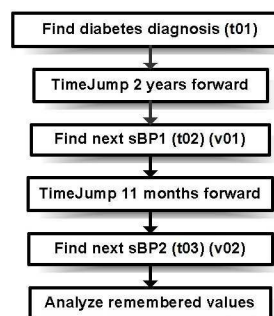 Find diabetes diagnosis (t01)
TimeJump 2 years forward
Find next sBP1 (t02) (v01)
TimeJump 11 months forward
Find next sBP2 (t03) (v02)
Analyze remembered values